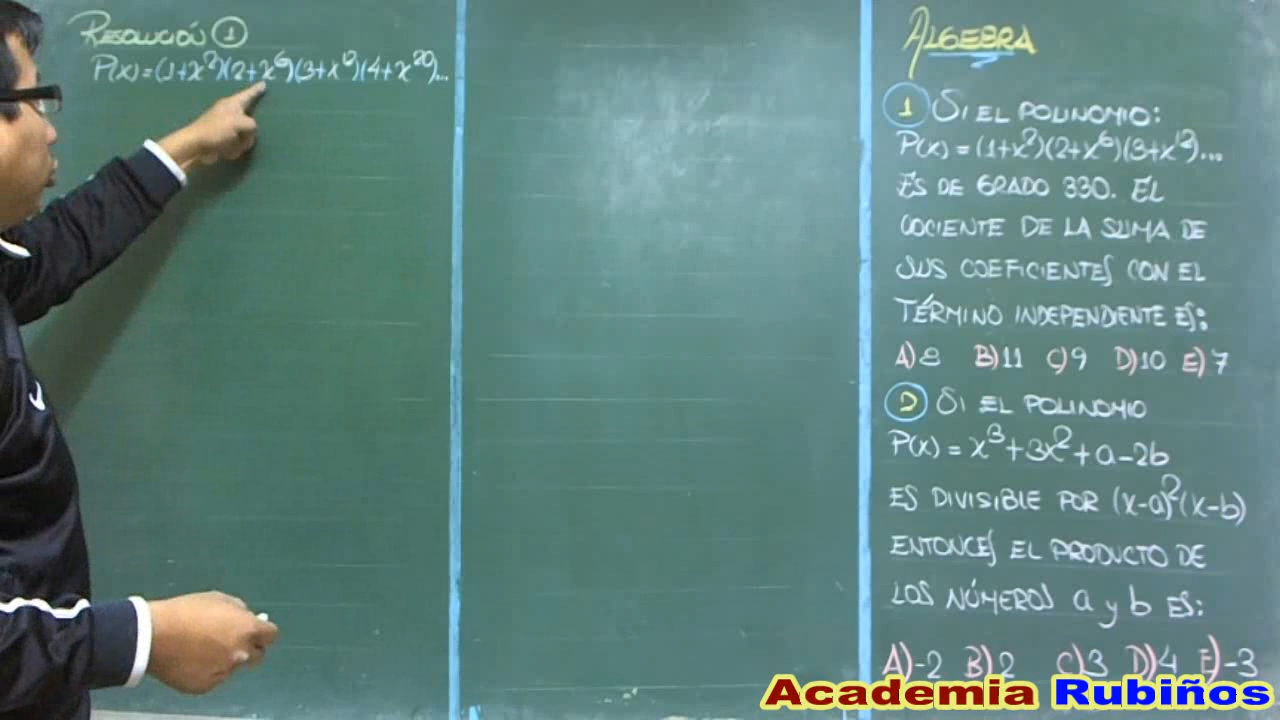 RESOLUCIÓN 1
P(x) = (1+x²)(2+x⁶)(3+x¹²)(4+x²⁰)...
ÁLGEBRA
1 SI EL POLINOMIO:
P(x) = (1+x²)(2+x⁶)(3+x¹²)...
ES DE GRADO 330. EL
COCIENTE DE LA SUMA DE
SUS COEFICIENTES CON EL
TÉRMINO INDEPENDIENTE ES:
A) 8 B) 11 C) 9 D) 10 E) 7
2 SI EL POLINOMIO
P(x) = x³+3x²+a-2b
ES DIVISIBLE POR (x-a)²(x-b)
ENTONCES EL PRODUCTO DE
LOS NÚMEROS a y b ES:
A) -2 B) 2 C) 3 D) 4 E) -3
Academia Rubiños